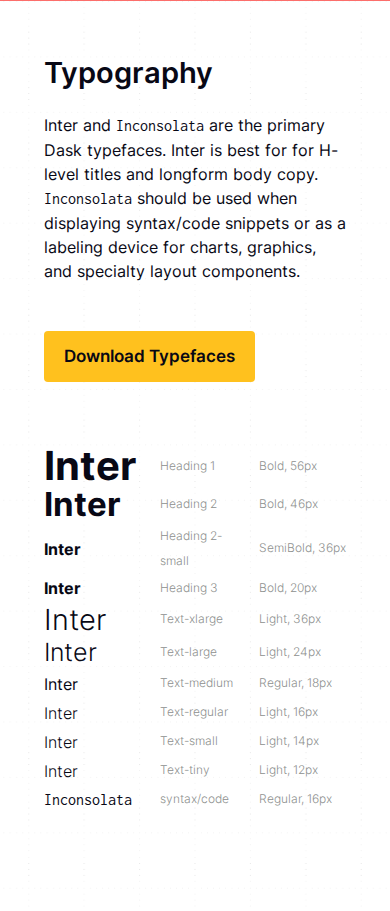 Typography
Inter and Inconsolata are the primary
Dask typefaces. Inter is best for for H-
level titles and longform body copy.
Inconsolata should be used when
displaying syntax/code snippets or as a
labeling device for charts, graphics,
and specialty layout components.
Download Typefaces
Inter Heading 1 Bold, 56px
Inter Heading 2 Bold, 46px
Inter Heading 2-
small SemiBold, 36px
Inter Heading 3 Bold, 20px
Inter Text-xlarge Light, 36px
Inter Text-large Light, 24px
Inter Text-medium Regular, 18px
Inter Text-regular Light, 16px
Inter Text-small Light, 14px
Inter Text-tiny Light, 12px
Inconsolata syntax/code Regular, 16px